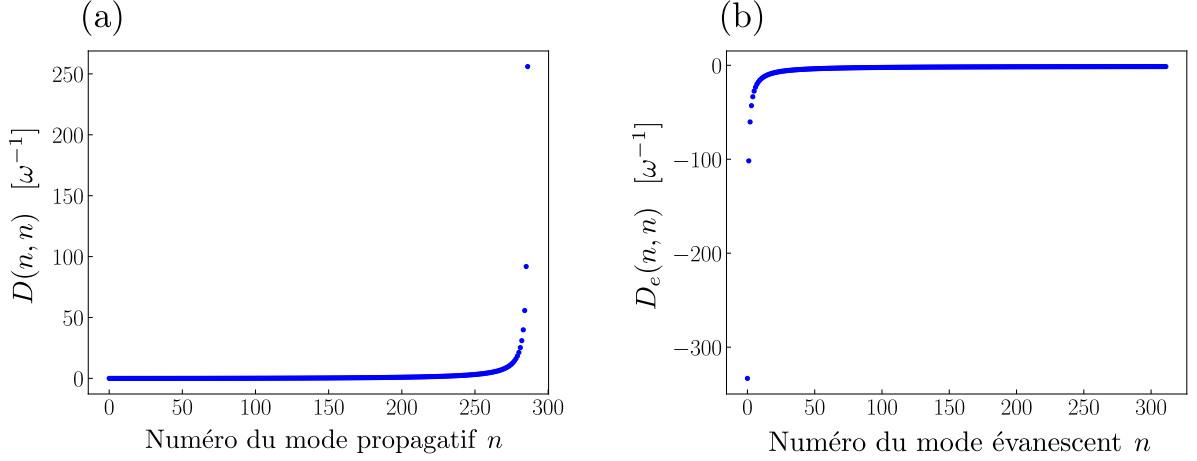 (a)
D(n, n) [ω⁻¹]
250
200
150
100
50
0
0 50 100 150 200 250 300
Numéro du mode propagatif n
(b)
Dₑ(n, n) [ω⁻¹]
0
−100
−200
−300
0 50 100 150 200 250 300
Numéro du mode évanescent n